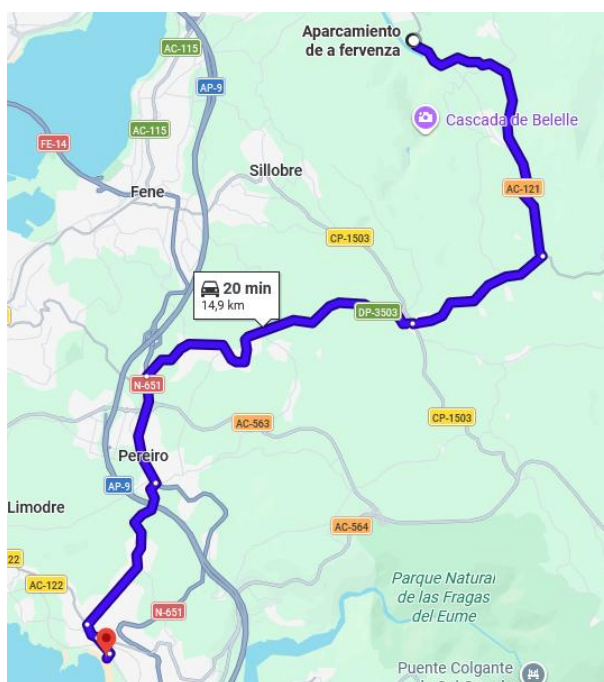 AC-115
Aparcamiento
de a fervenza
AP-9
Cascada de Belelle
AC-115
FE-14
Sillobre
Fene
AC-121
CP-1503
20 min
14,9 km
DP-3503
N-651
AC-563
CP-1503
Pereiro
AP-9
Limodre
AC-564
22
AC-122
Parque Natural
de las Fragas
del Eume
N-651
Puente Colgante